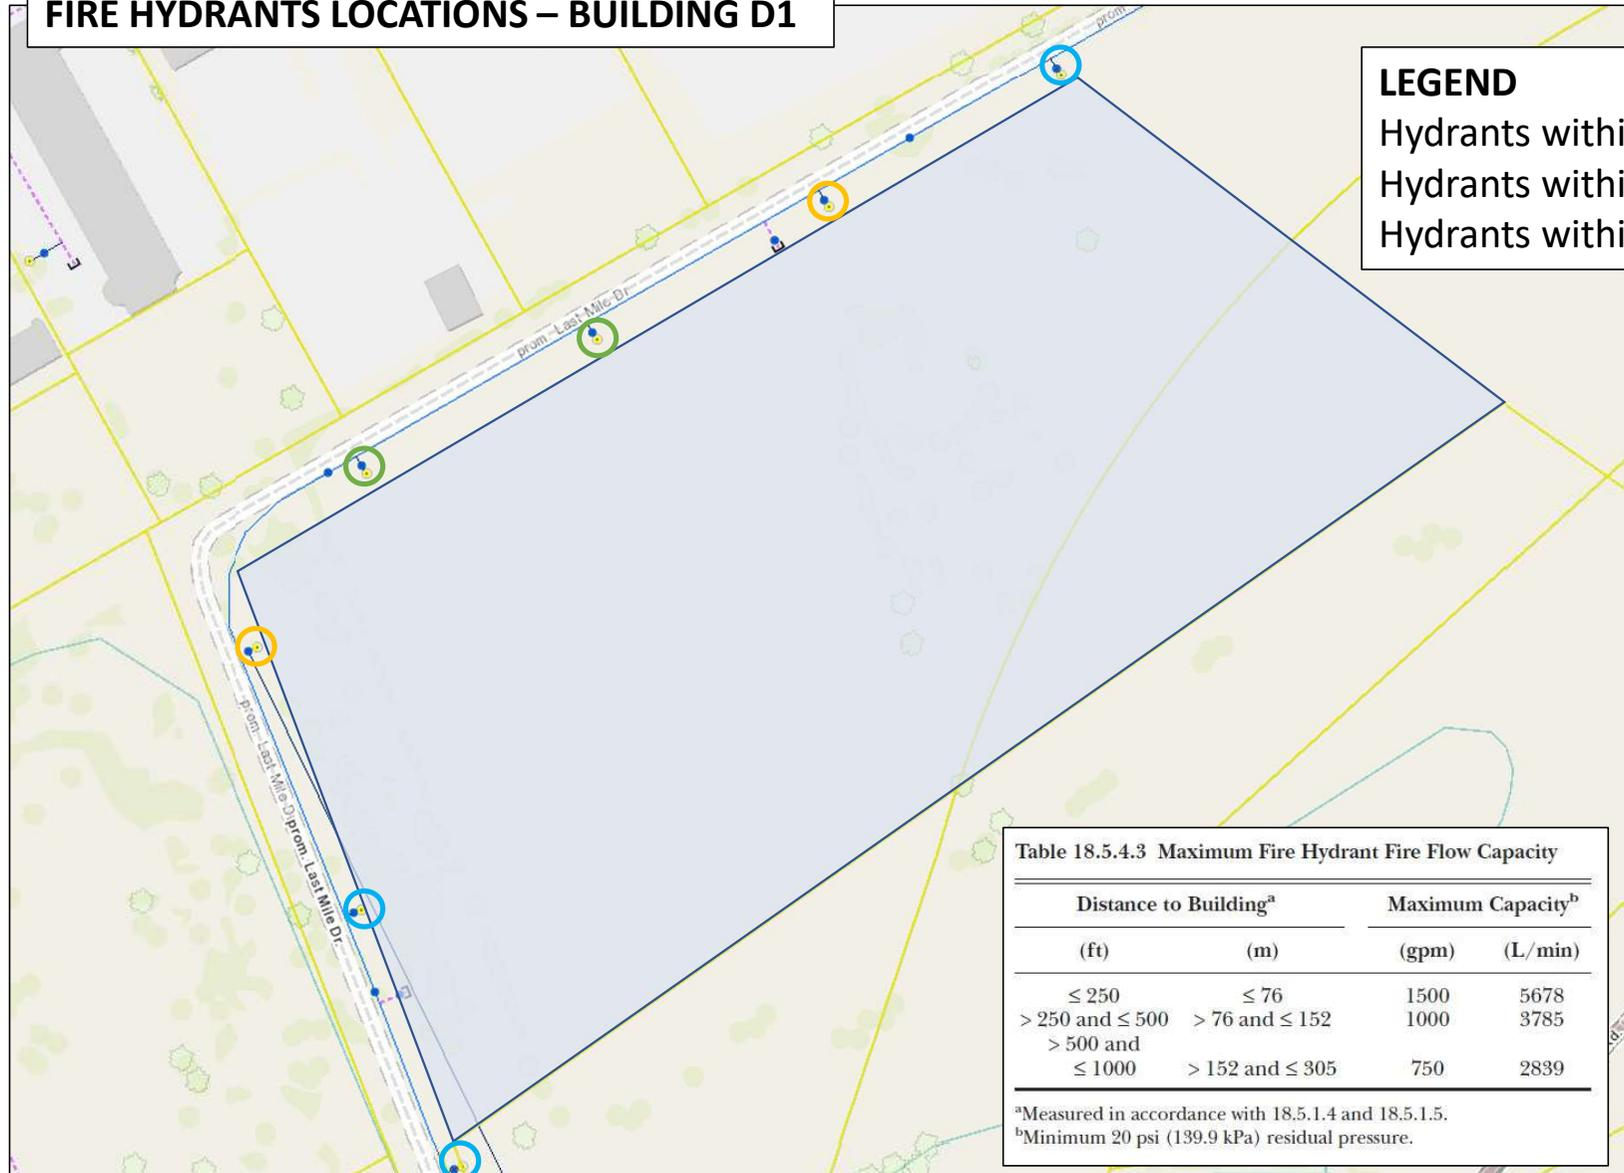 FIRE HYDRANTS LOCATIONS – BUILDING D1
prom
LEGEND
Hydrants withi
Hydrants withi
Hydrants withi
prom. Last-Mile-Dr.
prom. Last-Mile-D
prom. Last Mile Dr.
Table 18.5.4.3 Maximum Fire Hydrant Fire Flow Capacity
Distance to Buildingᵃ Maximum Capacityᵇ
(ft) (m) (gpm) (L/min)
≤ 250 ≤ 76 1500 5678
> 250 and ≤ 500 > 76 and ≤ 152 1000 3785
> 500 and
≤ 1000 > 152 and ≤ 305 750 2839
ᵃMeasured in accordance with 18.5.1.4 and 18.5.1.5.
ᵇMinimum 20 psi (139.9 kPa) residual pressure.